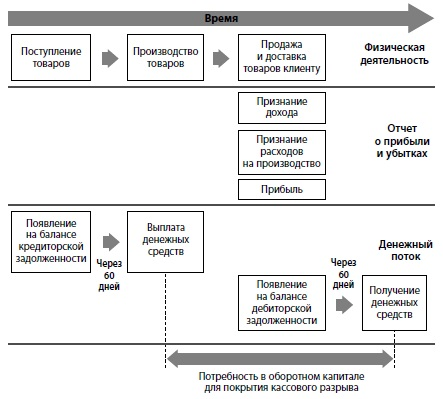 Время
Поступление
товаров
Производство
товаров
Продажа
и доставка
товаров клиенту
Физическая
деятельность
Признание
дохода
Признание
расходов
на производство
Прибыль
Отчет
о прибыли
и убытках
Появление
на балансе
кредиторской
задолженности
Через
60
дней
Выплата
денежных
средств
Денежный
поток
Появление
на балансе
дебиторской
задолженности
Через
60
дней
Получение
денежных
средств
Потребность в оборотном капитале
для покрытия кассового разрыва